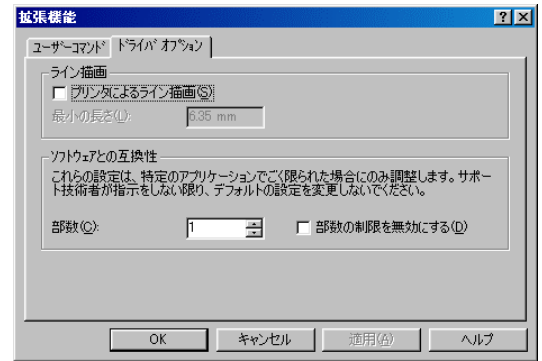 拡張機能
ユーザーコマンド ドライバ オプション
ライン描画
プリンタによるライン描画(S)
最小の長さ(L): 6.35 mm
ソフトウェアとの互換性
これらの設定は、特定のアプリケーションでごく限られた場合にのみ調整します。サポー
ト技術者が指示をしない限り、デフォルトの設定を変更しないでください。
部数(C): 1 部数の制限を無効にする(D)
OK キャンセル 適用(A) ヘルプ